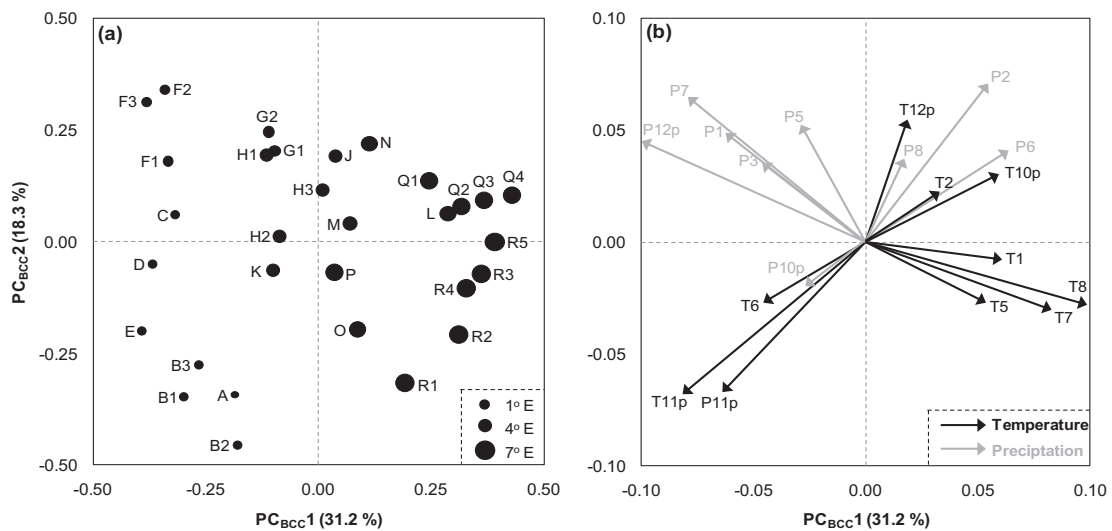 (a)
0.50
0.25
0.00
-0.25
-0.50
PC_BCC2 (18.3 %)
F3
F2
G2
G1
H1
F1
J
N
Q1
Q2
Q3
Q4
H3
L
C
M
H2
R5
D
K
P
R3
R4
E
O
R2
B3
B1
A
R1
B2
1º E
4º E
7º E
-0.50
-0.25
0.00
0.25
0.50
PC_BCC1 (31.2 %)
(b)
0.10
0.05
0.00
-0.05
-0.10
P7
P2
P12p
P1
P5
T12p
P3
P8
P6
T10p
T2
P10p
T1
T6
T8
T5
T7
T11p
P11p
Temperature
Preciptation
-0.10
-0.05
0.00
0.05
0.10
PC_BCC1 (31.2 %)